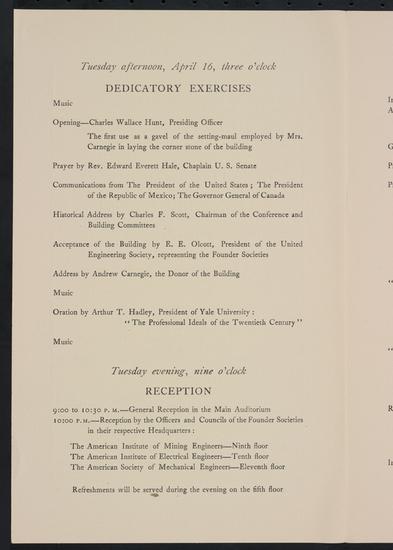 Tuesday afternoon, April 16, three o'clock
DEDICATORY EXERCISES
Music
Opening—Charles Wallace Hunt, Presiding Officer
The first use as a gavel of the setting-maul employed by Mrs.
Carnegie in laying the corner stone of the building
Prayer by Rev. Edward Everett Hale, Chaplain U. S. Senate
Communications from The President of the United States; The President
of the Republic of Mexico; The Governor General of Canada
Historical Address by Charles F. Scott, Chairman of the Conference and
Building Committees
Acceptance of the Building by E. E. Olcott, President of the United
Engineering Society, representing the Founder Societies
Address by Andrew Carnegie, the Donor of the Building
Music
Oration by Arthur T. Hadley, President of Yale University:
"The Professional Ideals of the Twentieth Century"
Music
Tuesday evening, nine o'clock
RECEPTION
9:00 to 10:30 P. M.—General Reception in the Main Auditorium
10:00 P. M.—Reception by the Officers and Councils of the Founder Societies
in their respective Headquarters:
The American Institute of Mining Engineers—Ninth floor
The American Institute of Electrical Engineers—Tenth floor
The American Society of Mechanical Engineers—Eleventh floor
Refreshments will be served during the evening on the fifth floor